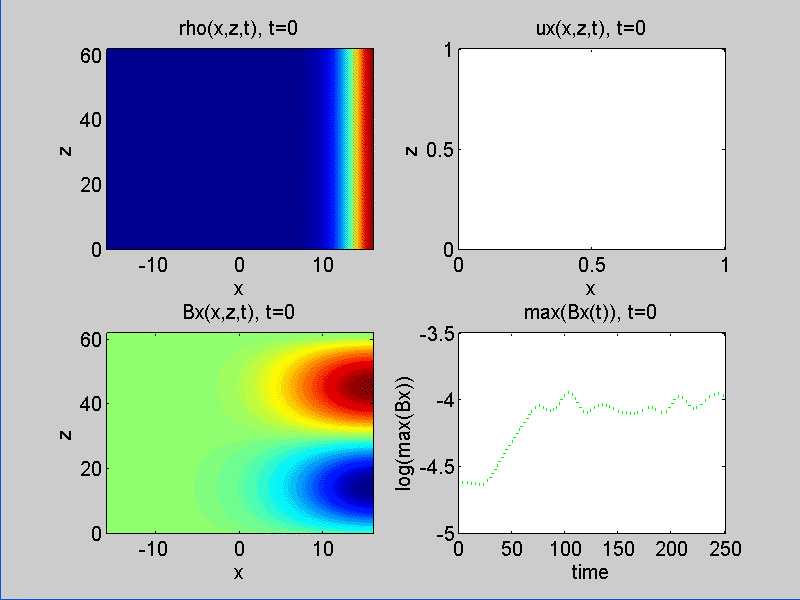 rho(x,z,t), t=0
60
40
20
0
z
-10 0 10
x
ux(x,z,t), t=0
1
0.5
0
z
0 0.5 1
x
Bx(x,z,t), t=0
60
40
20
0
z
-10 0 10
x
max(Bx(t)), t=0
-3.5
-4
-4.5
-5
log(max(Bx))
0 50 100 150 200 250
time